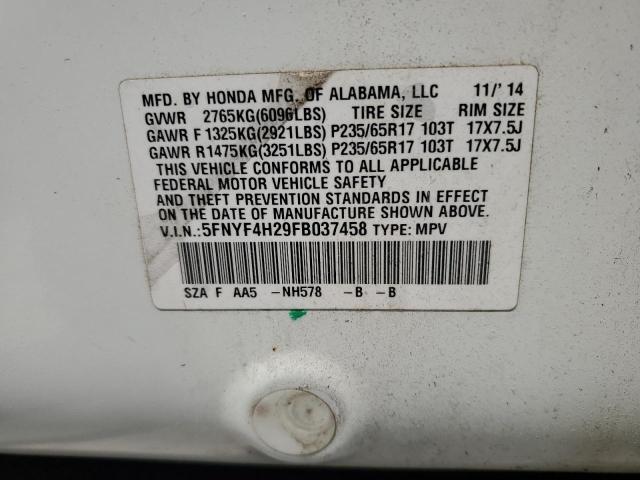 MFD. BY HONDA MFG. OF ALABAMA, LLC 11/'14
GVWR 2765KG(6096LBS) TIRE SIZE RIM SIZE
GAWR F 1325KG(2921LBS) P235/65R17 103T 17X7.5J
GAWR R1475KG(3251LBS) P235/65R17 103T 17X7.5J
THIS VEHICLE CONFORMS TO ALL APPLICABLE
FEDERAL MOTOR VEHICLE SAFETY
AND THEFT PREVENTION STANDARDS IN EFFECT
ON THE DATE OF MANUFACTURE SHOWN ABOVE.
V.I.N.:5FNYF4H29FB037458 TYPE: MPV
SZA F AA5 -NH578 -B -B